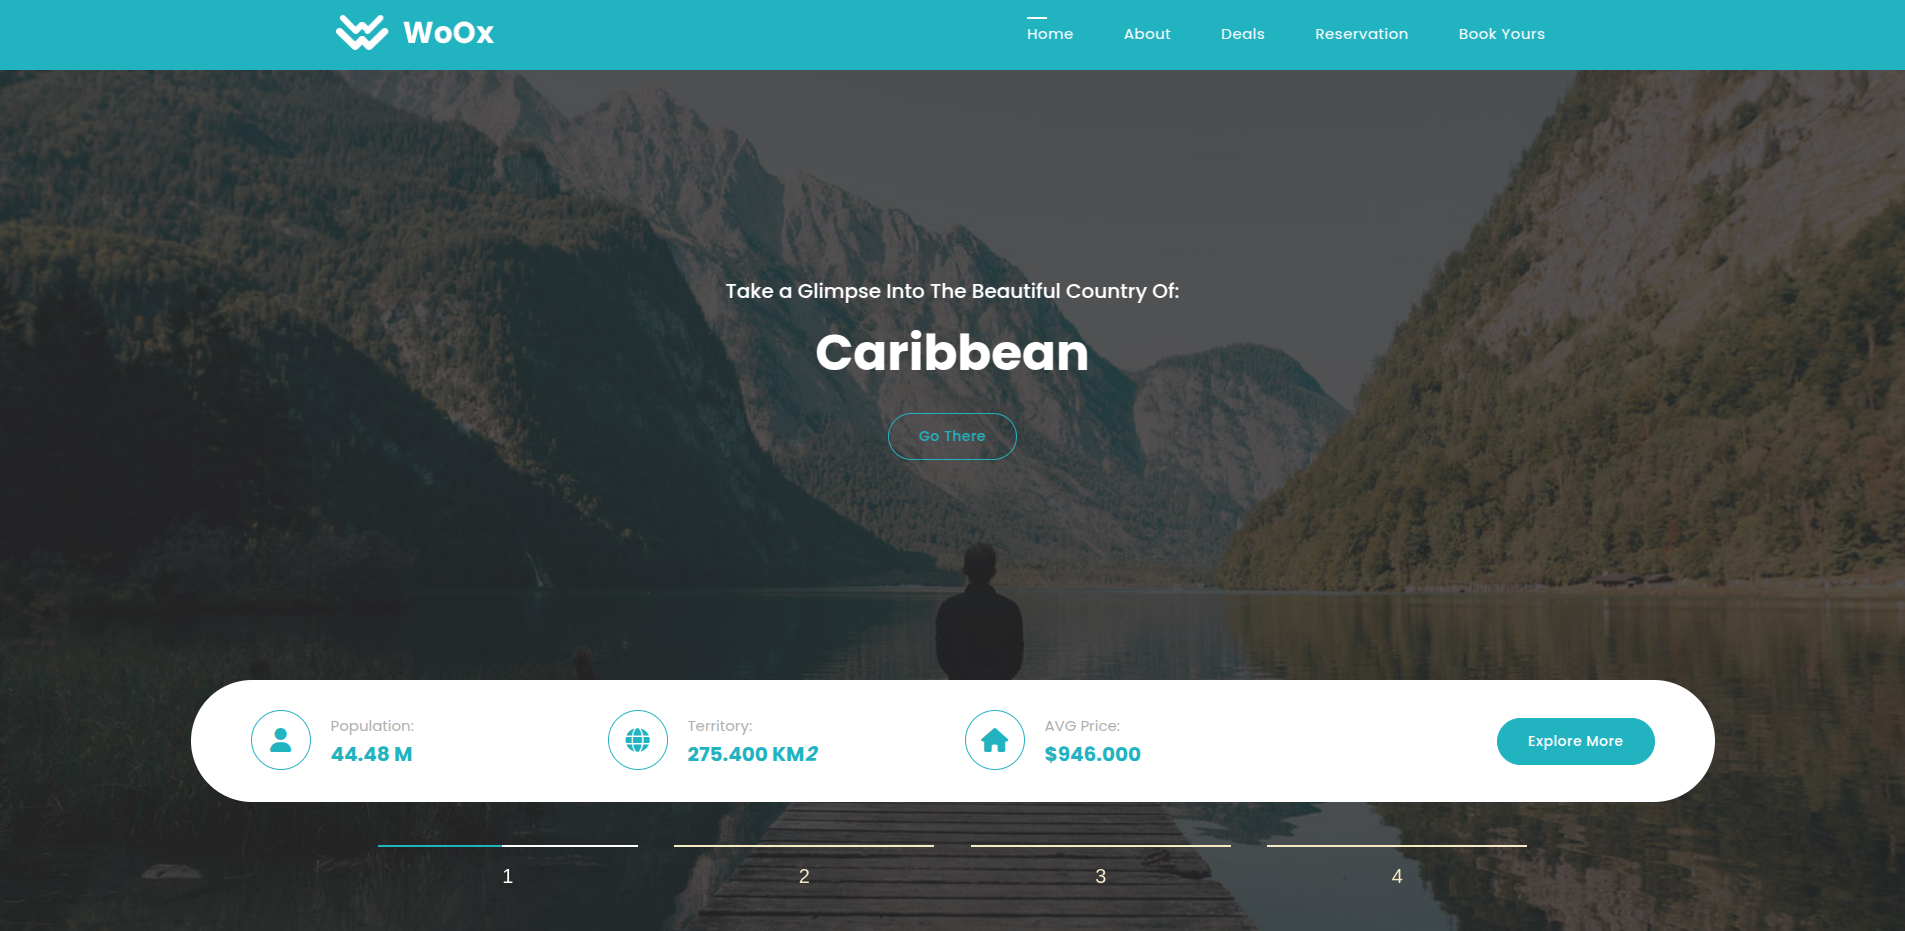 WoOx
Home About Deals Reservation Book Yours
Take a Glimpse Into The Beautiful Country Of:
Caribbean
Go There
Population:
44.48 M
Territory:
275.400 KM2
AVG Price:
$946.000
Explore More
1 2 3 4